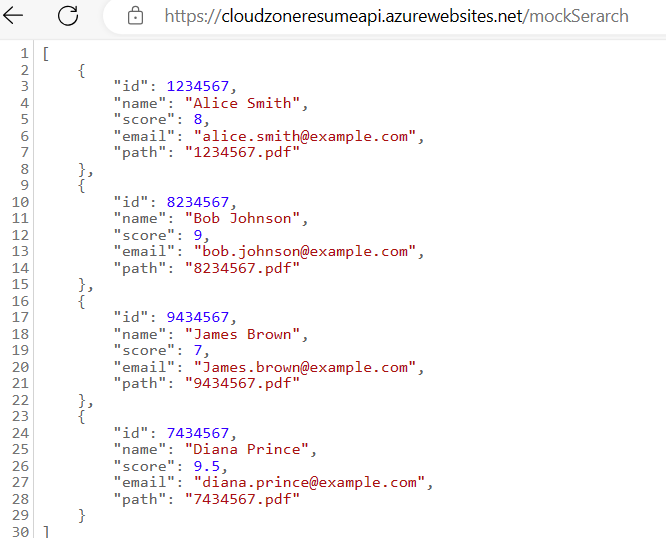 https://cloudzoneresumeapi.azurewebsites.net/mockSerarch
1 [
2 {
3 "id": 1234567,
4 "name": "Alice Smith",
5 "score": 8,
6 "email": "alice.smith@example.com",
7 "path": "1234567.pdf"
8 },
9 {
10 "id": 8234567,
11 "name": "Bob Johnson",
12 "score": 9,
13 "email": "bob.johnson@example.com",
14 "path": "8234567.pdf"
15 },
16 {
17 "id": 9434567,
18 "name": "James Brown",
19 "score": 7,
20 "email": "James.brown@example.com",
21 "path": "9434567.pdf"
22 },
23 {
24 "id": 7434567,
25 "name": "Diana Prince",
26 "score": 9.5,
27 "email": "diana.prince@example.com",
28 "path": "7434567.pdf"
29 }
30 ]